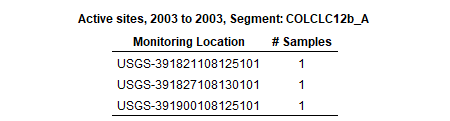 Active sites, 2003 to 2003, Segment: COLCLC12b_A
Monitoring Location # Samples
USGS-391821108125101 1
USGS-391827108130101 1
USGS-391900108125101 1